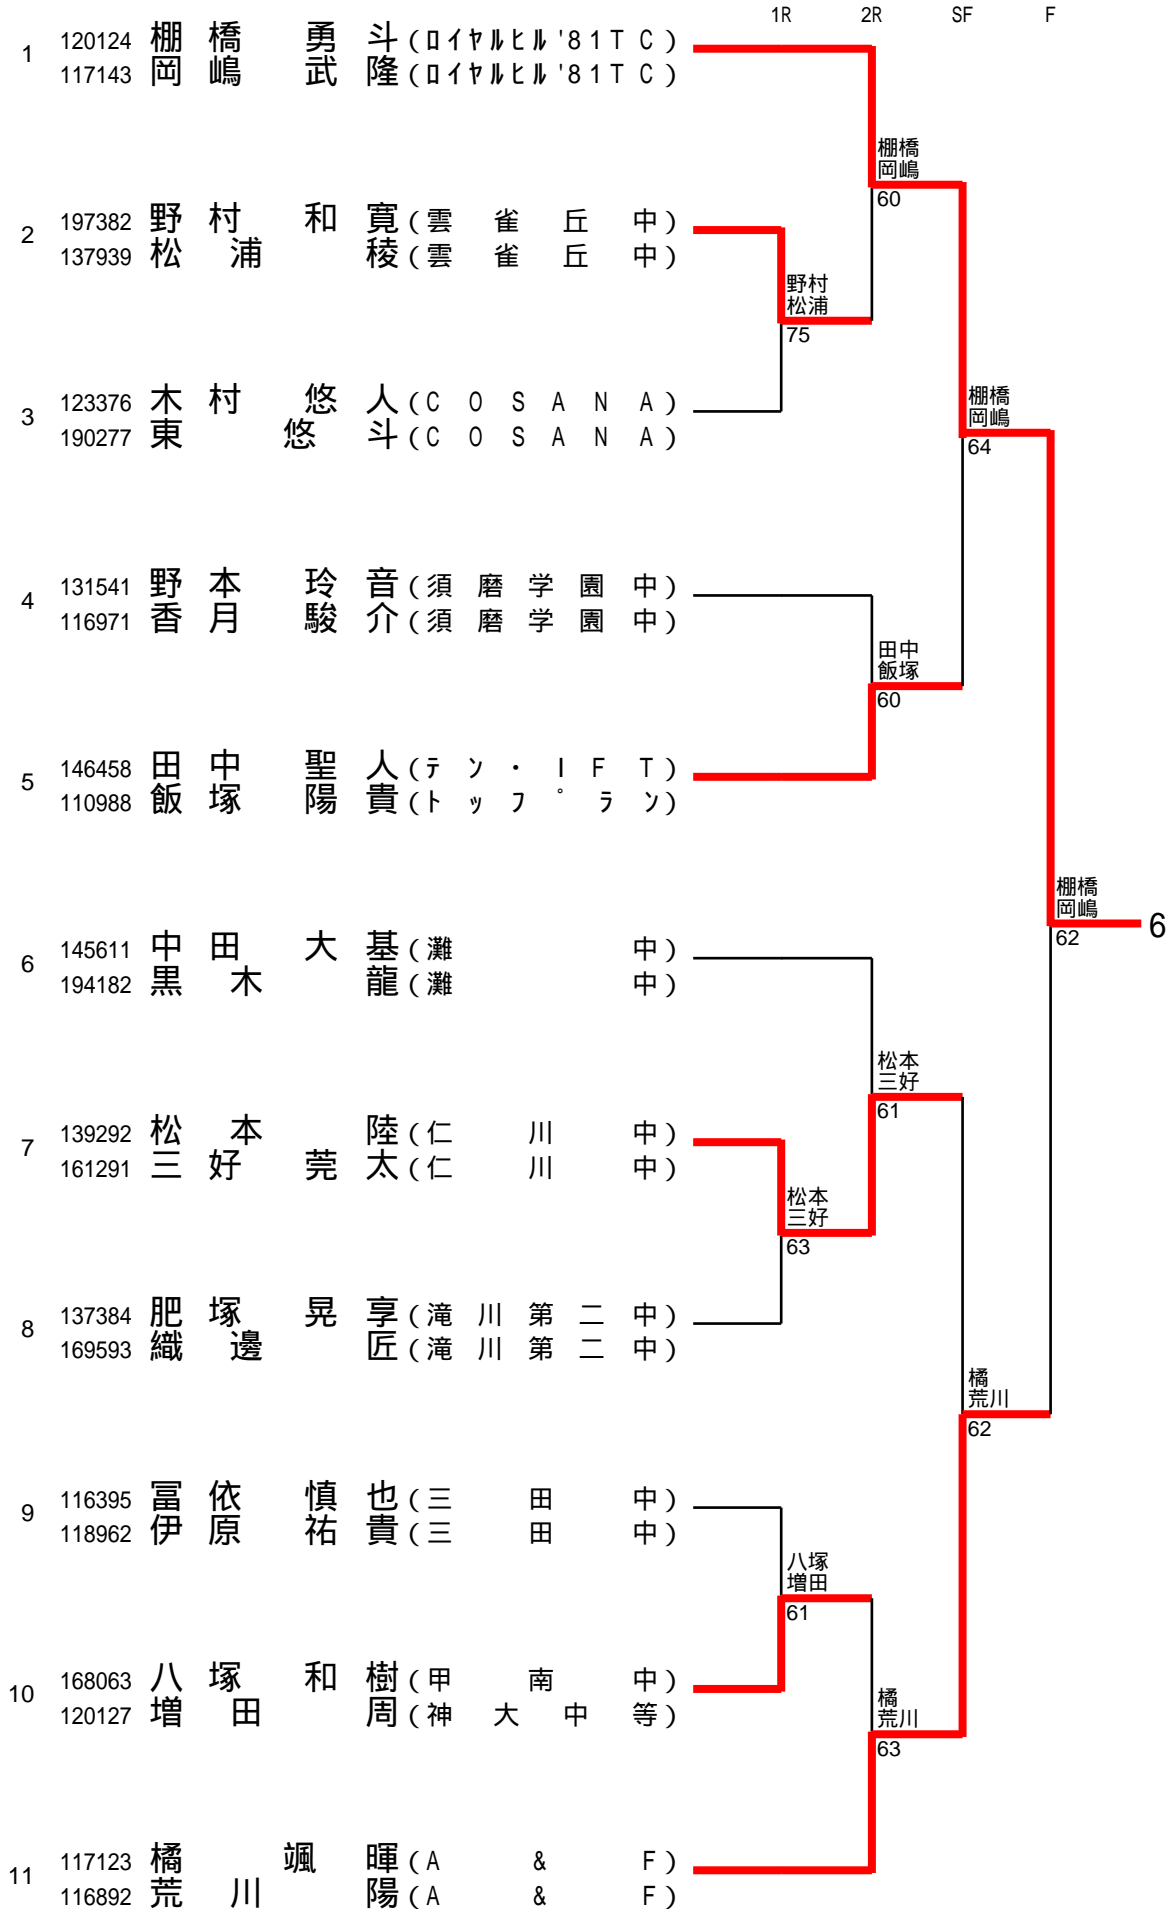 1R 2R SF F
1 120124 棚橋 勇斗(ﾛｲﾔﾙﾋﾙ'81TC)
117143 岡嶋 武隆(ﾛｲﾔﾙﾋﾙ'81TC)
棚橋
岡嶋
60
2 197382 野村 和寛(雲雀丘中)
137939 松浦 稜(雲雀丘中)
野村
松浦
75
3 123376 木村 悠人(COSANA)
190277 東 悠斗(COSANA)
棚橋
岡嶋
64
4 131541 野本 玲音(須磨学園中)
116971 香月 駿介(須磨学園中)
田中
飯塚
60
5 146458 田中 聖人(テン・IFT)
110988 飯塚 陽貴(ﾄｯﾌﾟﾗﾝ)
棚橋
岡嶋
62
6
6 145611 中田 大基(灘中)
194182 黒木 龍(灘中)
松本
三好
61
7 139292 松本 陸(仁川中)
161291 三好 莞太(仁川中)
松本
三好
63
8 137384 肥塚 晃享(滝川第二中)
169593 織邊 匠(滝川第二中)
橘
荒川
62
9 116395 冨依 慎也(三田中)
118962 伊原 祐貴(三田中)
八塚
増田
61
10 168063 八塚 和樹(甲南中)
120127 増田 周(神大中等)
橘
荒川
63
11 117123 橘 颯暉(A&F)
116892 荒川 陽(A&F)